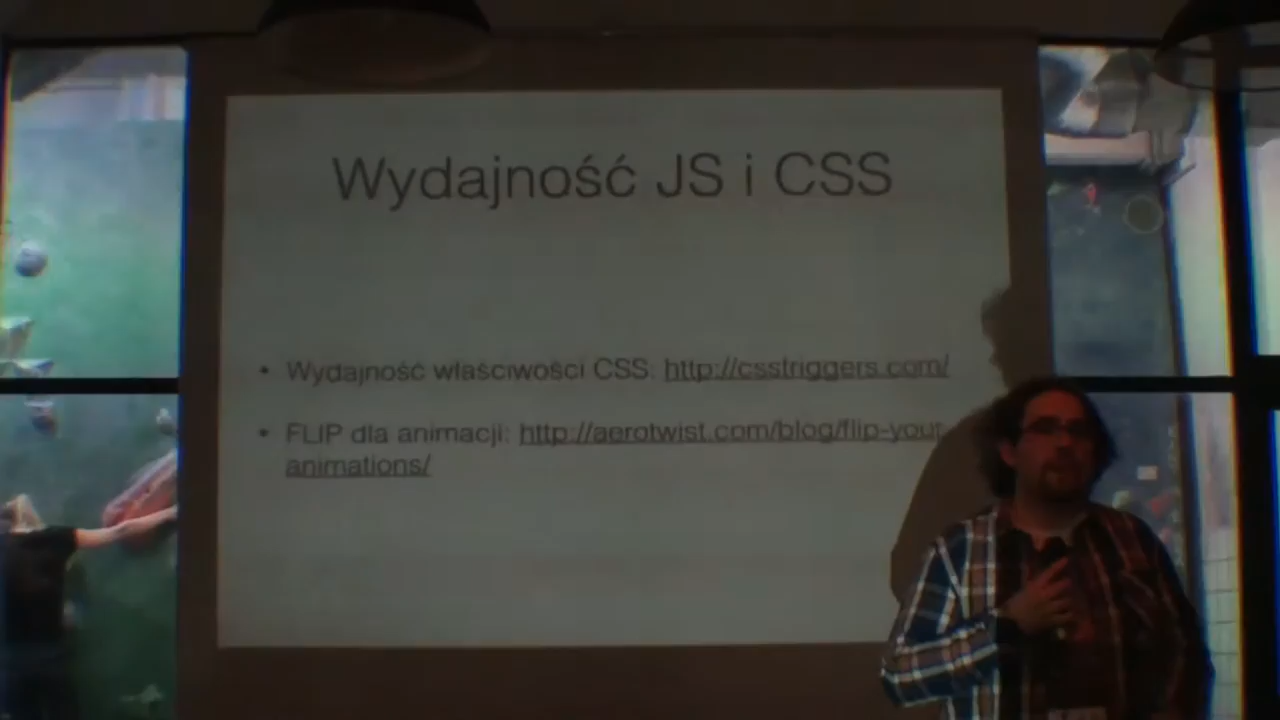 Wydajność JS i CSS
• Wydajność właściwości CSS: http://csstriggers.com/
• FLIP dla animacji: http://aerotwist.com/blog/flip-your-
animations/